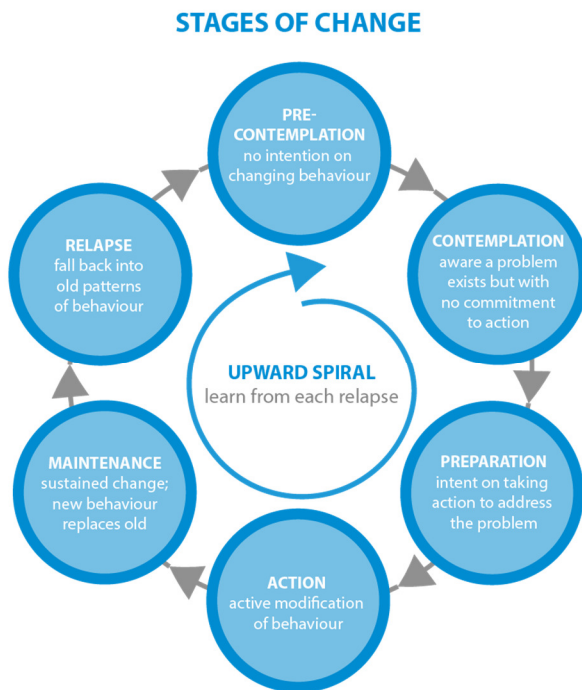 STAGES OF CHANGE
PRE-
CONTEMPLATION
no intention on
changing behaviour
CONTEMPLATION
aware a problem
exists but with
no commitment
to action
PREPARATION
intent on taking
action to address
the problem
ACTION
active modification
of behaviour
MAINTENANCE
sustained change;
new behaviour
replaces old
RELAPSE
fall back into
old patterns
of behaviour
UPWARD SPIRAL
learn from each relapse